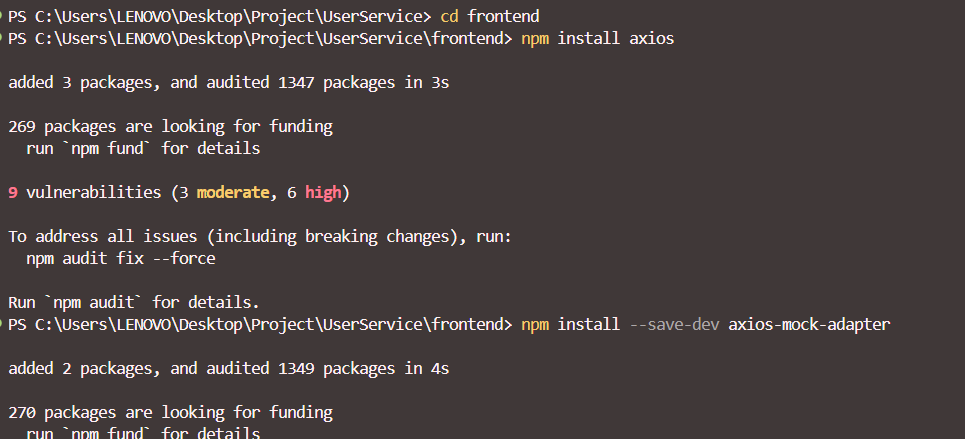 PS C:\Users\LENOVO\Desktop\Project\UserService> cd frontend
PS C:\Users\LENOVO\Desktop\Project\UserService\frontend> npm install axios
added 3 packages, and audited 1347 packages in 3s
269 packages are looking for funding
run `npm fund` for details
9 vulnerabilities (3 moderate, 6 high)
To address all issues (including breaking changes), run:
npm audit fix --force
Run `npm audit` for details.
PS C:\Users\LENOVO\Desktop\Project\UserService\frontend> npm install --save-dev axios-mock-adapter
added 2 packages, and audited 1349 packages in 4s
270 packages are looking for funding
run `npm fund` for details